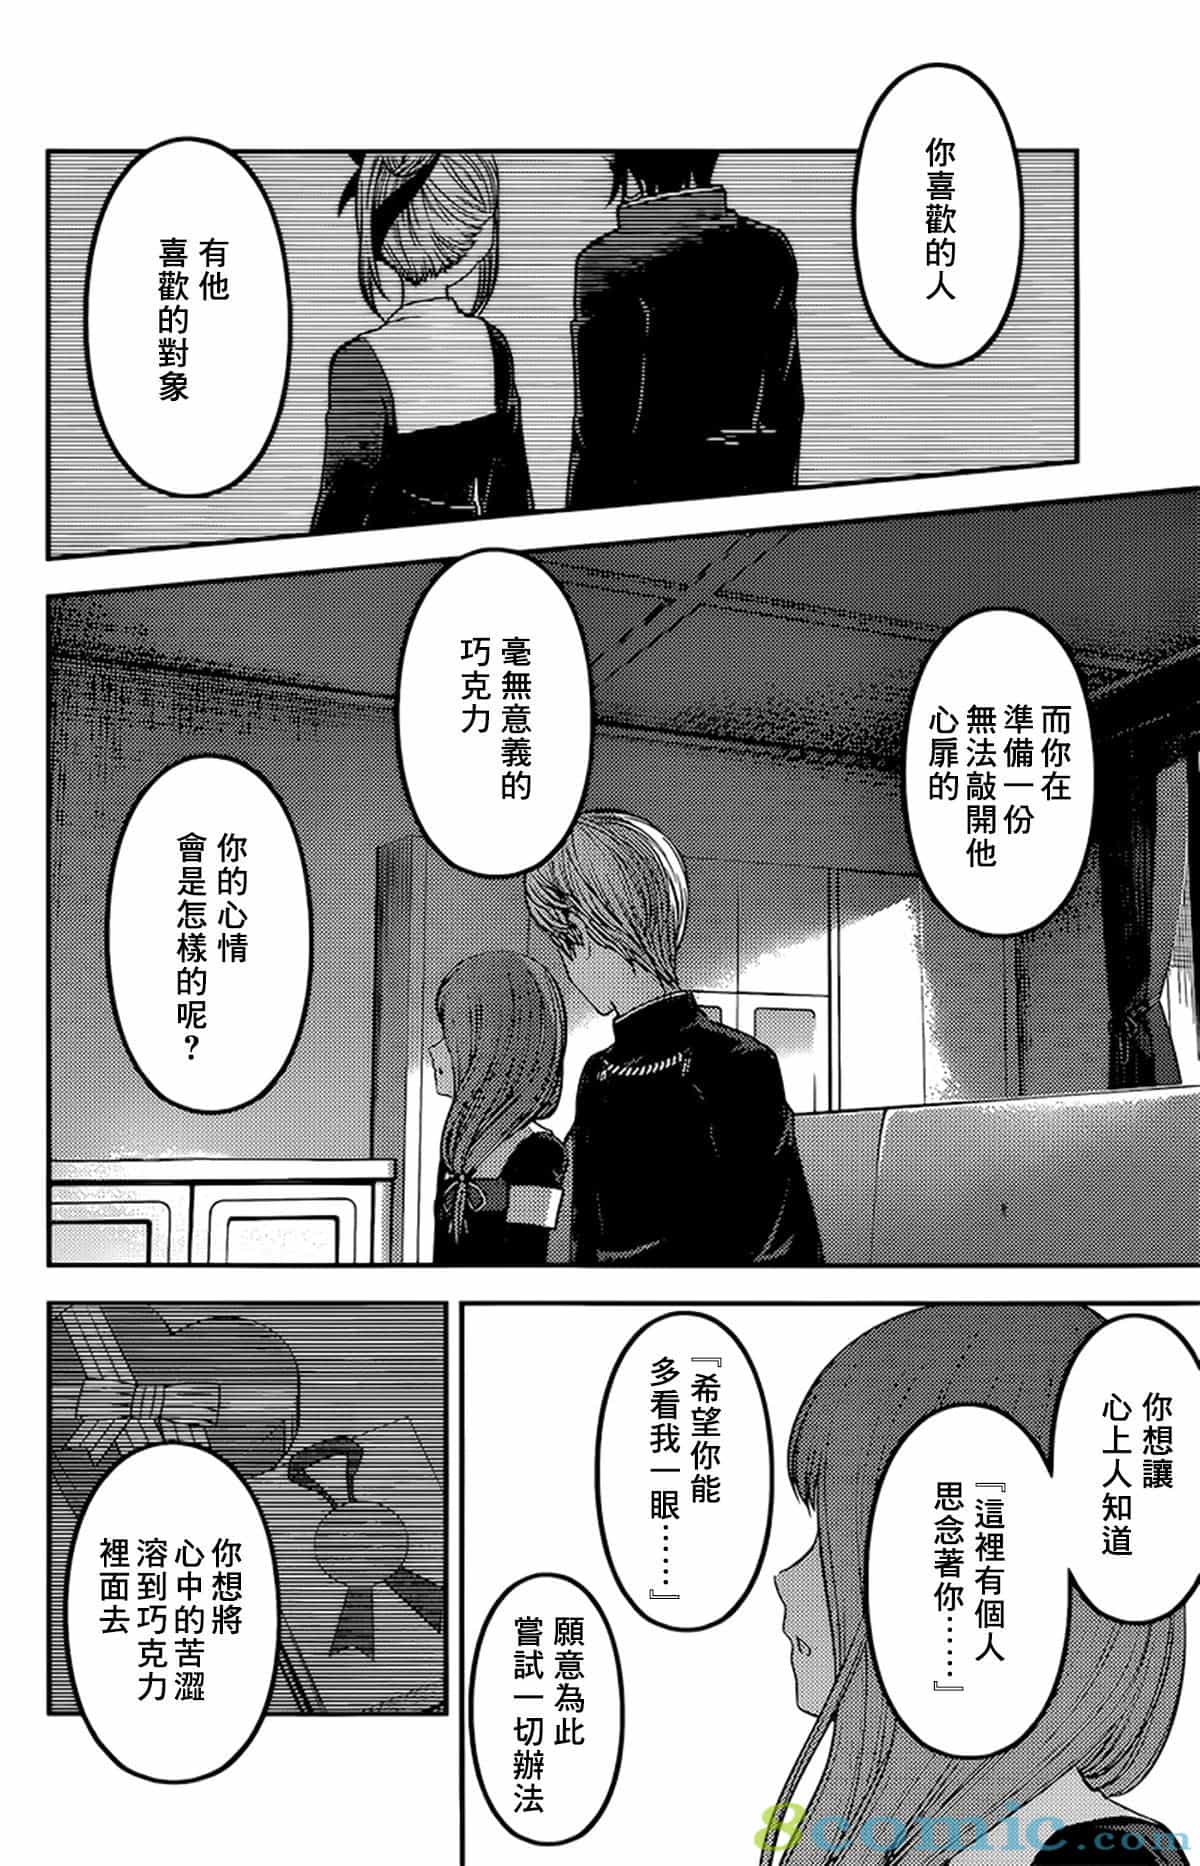 你喜歡的人
有他
喜歡的對象
而你在
準備一份
無法敲開他
心扉的
毫無意義的
巧克力
你的心情
會是怎樣的呢？
你想讓
心上人知道
『這裡有個人
思念著你……』
『希望你能
多看我一眼……』
願意為此
嘗試一切辦法
你想將
心中的苦澀
溶到巧克力
裡面去
8comic.com